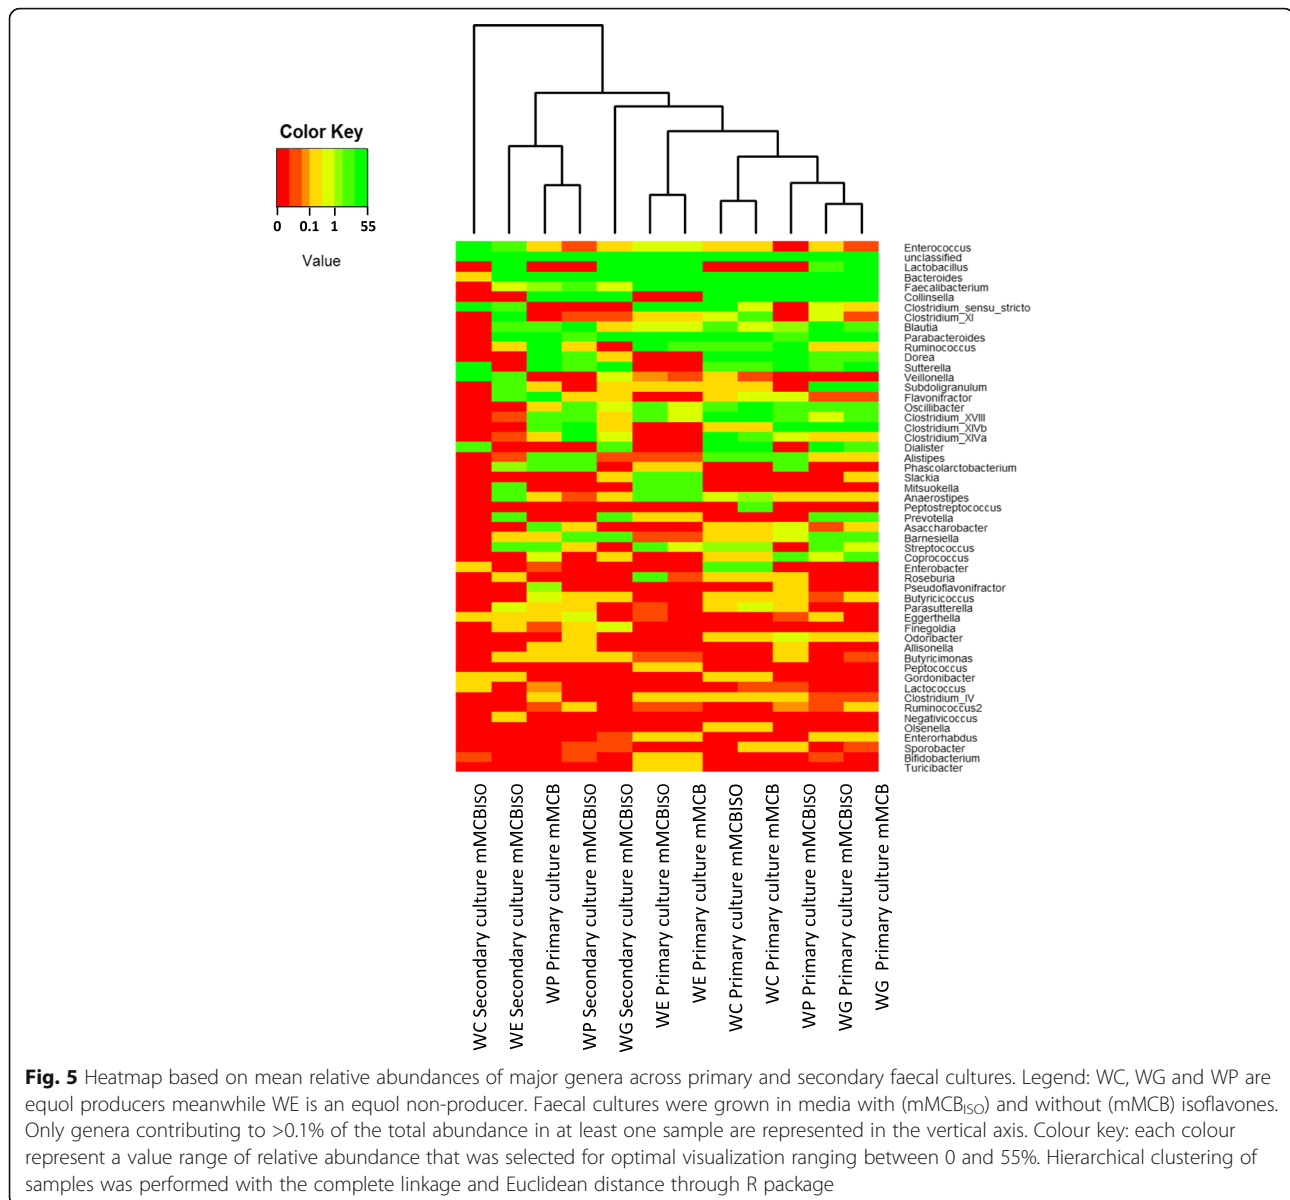 Color Key
0 0.1 1 55
Value
Enterococcus
unclassified
Lactobacillus
Bacteroides
Faecalibacterium
Collinsella
Clostridium_sensu_stricto
Clostridium_XI
Blautia
Parabacteroides
Ruminococcus
Dorea
Sutterella
Veillonella
Subdoligranulum
Flavonifractor
Oscillibacter
Clostridium_XVIII
Clostridium_XIVb
Clostridium_XIVa
Dialister
Alistipes
Phascolarctobacterium
Slackia
Mitsuokella
Anaerostipes
Peptostreptococcus
Prevotella
Asaccharobacter
Barnesiella
Streptococcus
Coprococcus
Enterobacter
Roseburia
Pseudoflavonifractor
Butyricicoccus
Parasutterella
Eggerthella
Finegoldia
Odoribacter
Allisonella
Butyricimonas
Peptococcus
Gordonibacter
Lactococcus
Clostridium_IV
Ruminococcus2
Negativicoccus
Olsenella
Enterorhabdus
Sporobacter
Bifidobacterium
Turicibacter
WC Secondary culture mMCBISO
WE Secondary culture mMCBISO
WP Primary culture mMCB
WP Secondary culture mMCBISO
WG Secondary culture mMCBISO
WE Primary culture mMCBISO
WE Primary culture mMCB
WC Primary culture mMCBISO
WC Primary culture mMCB
WP Primary culture mMCBISO
WG Primary culture mMCBISO
WG Primary culture mMCB
Fig. 5 Heatmap based on mean relative abundances of major genera across primary and secondary faecal cultures. Legend: WC, WG and WP are
equol producers meanwhile WE is an equol non-producer. Faecal cultures were grown in media with (mMCBISO) and without (mMCB) isoflavones.
Only genera contributing to >0.1% of the total abundance in at least one sample are represented in the vertical axis. Colour key: each colour
represent a value range of relative abundance that was selected for optimal visualization ranging between 0 and 55%. Hierarchical clustering of
samples was performed with the complete linkage and Euclidean distance through R package